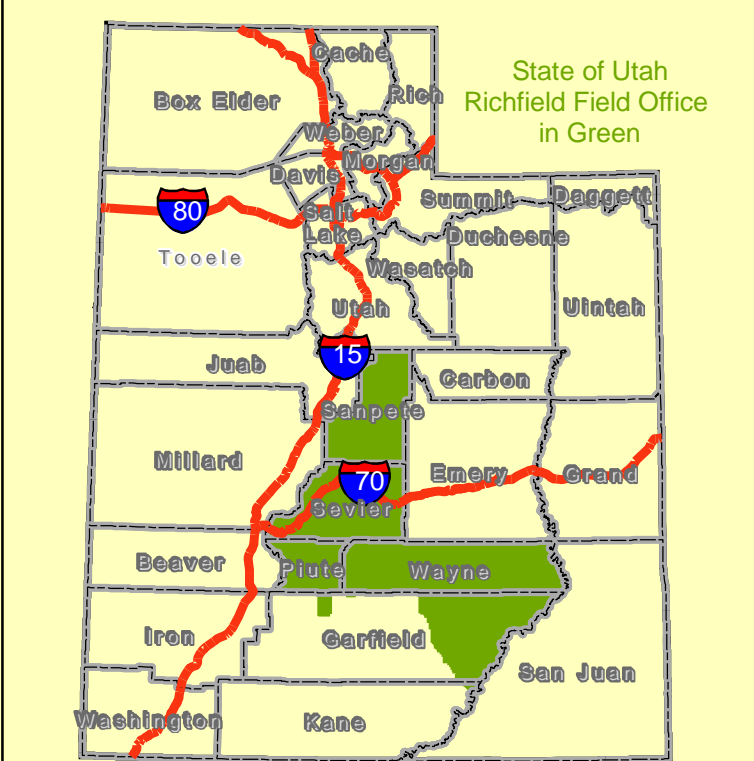 State of Utah
Richfield Field Office
in Green
Cache
Rich
Box Elder
Weber
Morgan
Davis
Summit
Daggett
80
Salt
Lake
Duchesne
Tooele
Wasatch
Utah
Uintah
15
Juab
Carbon
Sanpete
Millard
Emery
Grand
70
Sevier
Beaver
Piute
Wayne
Iron
Garfield
San Juan
Washington
Kane